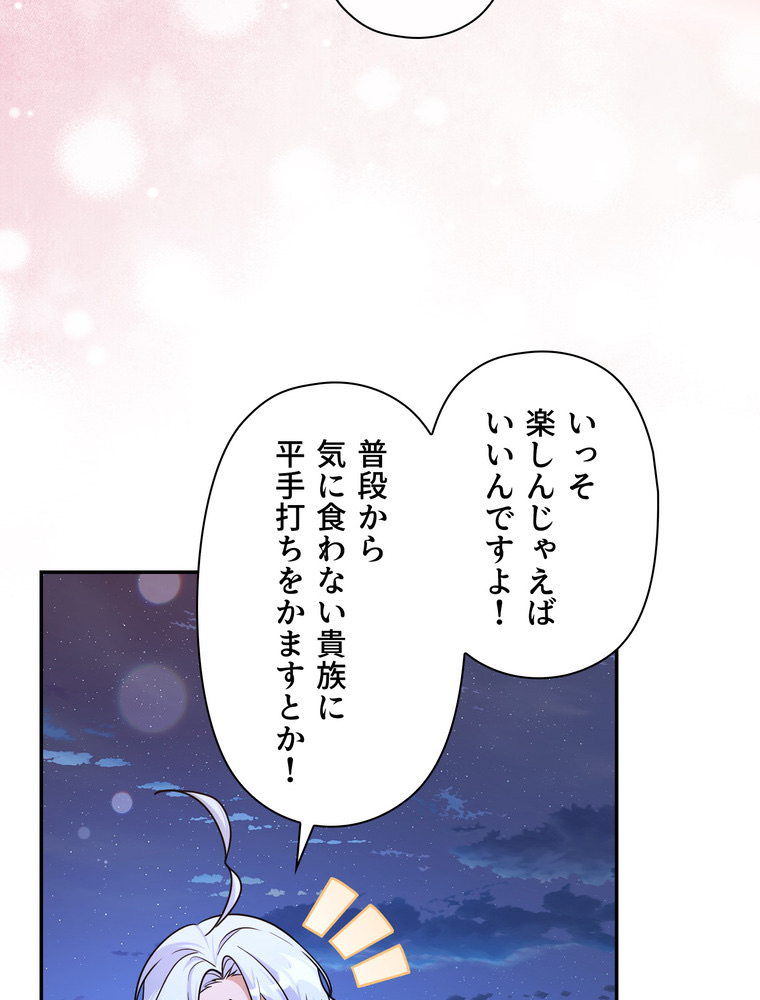 いっそ
楽しんじゃえば
いいんですよ!
普段から
気に食わない貴族に
平手打ちをかますとか!